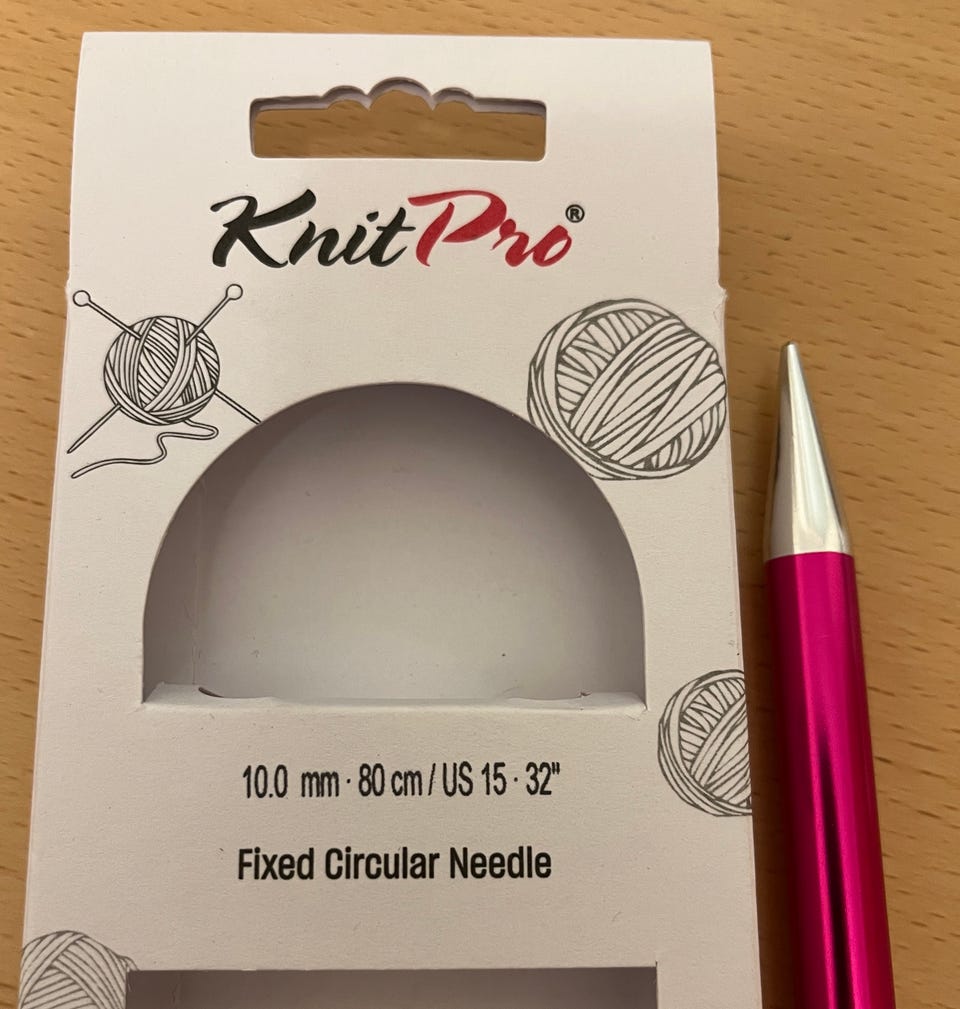 KnitPro®
10.0 mm · 80 cm / US 15 · 32"
Fixed Circular Needle